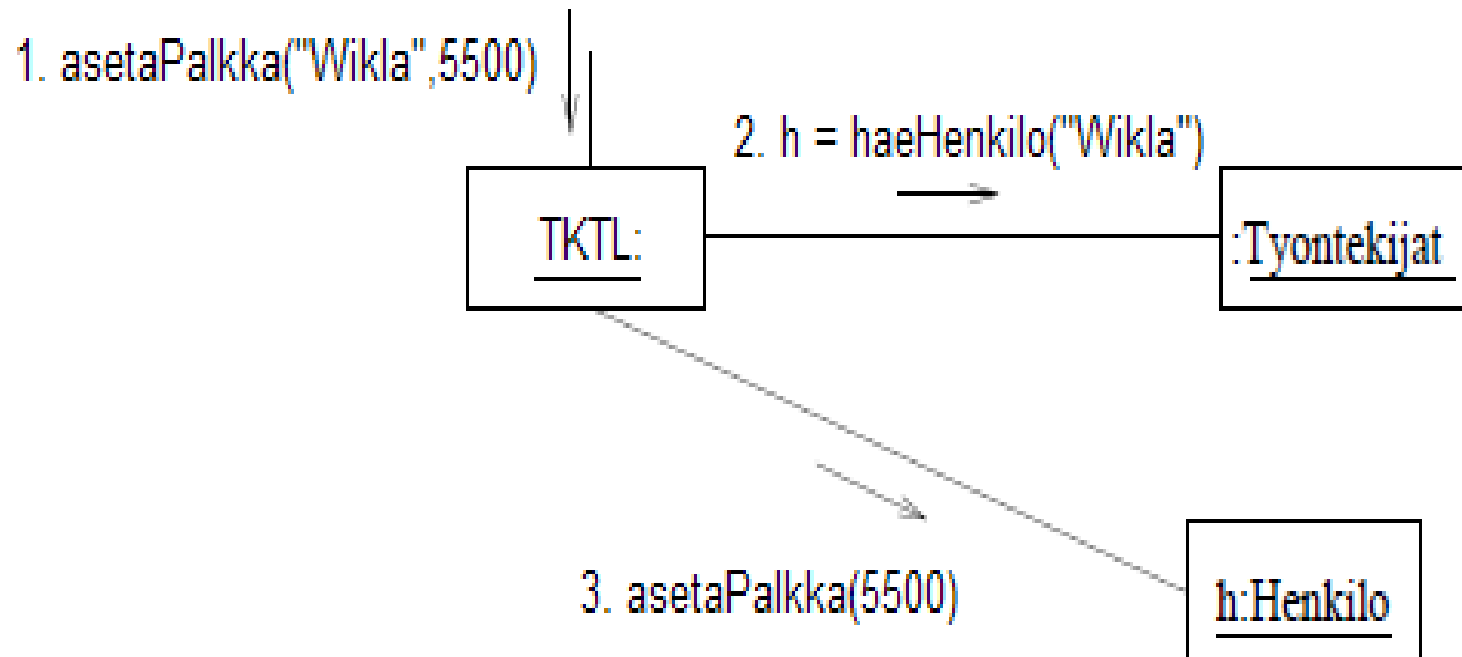 1. asetaPalkka("Wikla",5500)
2. h = haeHenkilo("Wikla")
TKTL:
:Tyontekijat
3. asetaPalkka(5500)
h:Henkilo